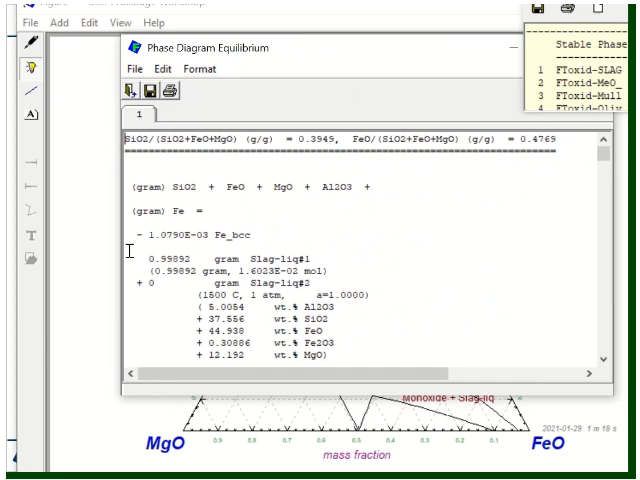 File Add Edit View Help
Phase Diagram Equilibrium
File Edit Format
1
SiO2/(SiO2+FeO+MgO) (g/g) = 0.3949, FeO/(SiO2+FeO+MgO) (g/g) = 0.4769
(gram) SiO2 + FeO + MgO + Al2O3 +
(gram) Fe =
- 1.0790E-03 Fe_bcc
0.99892 gram Slag-liq#1
(0.99892 gram, 1.6023E-02 mol)
+ 0 gram Slag-liq#2
(1500 C, 1 atm, a=1.0000)
( 5.0054 wt.% Al2O3
+ 37.556 wt.% SiO2
+ 44.938 wt.% FeO
+ 0.30886 wt.% Fe2O3
+ 12.192 wt.% MgO)
Stable Phase
1 FToxid-SLAG
2 FToxid-MeO_
3 FToxid-Mull
4 FToxid-Oliv
A
T
Monoxide + Slag-liq
MgO
0.9 0.8 0.7 0.6 0.5 0.4 0.3 0.2 0.1
FeO
2021-01-29 1 m 18 s
mass fraction